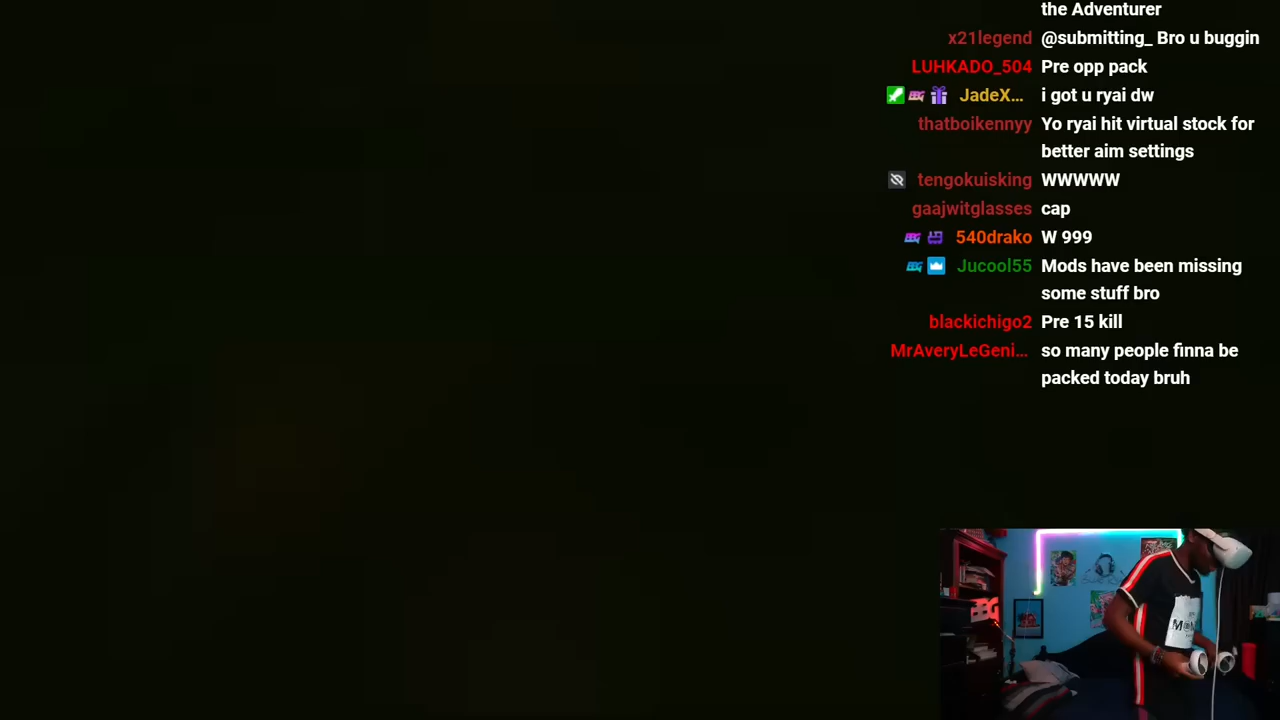 the Adventurer
x21legend @submitting_ Bro u buggin
LUHKADO_504 Pre opp pack
JadeX... i got u ryai dw
thatboikennyy Yo ryai hit virtual stock for
better aim settings
tengokuisking WWWWW
gaajwitglasses cap
540drako W 999
Jucool55 Mods have been missing
some stuff bro
blackichigo2 Pre 15 kill
MrAveryLeGeni... so many people finna be
packed today bruh